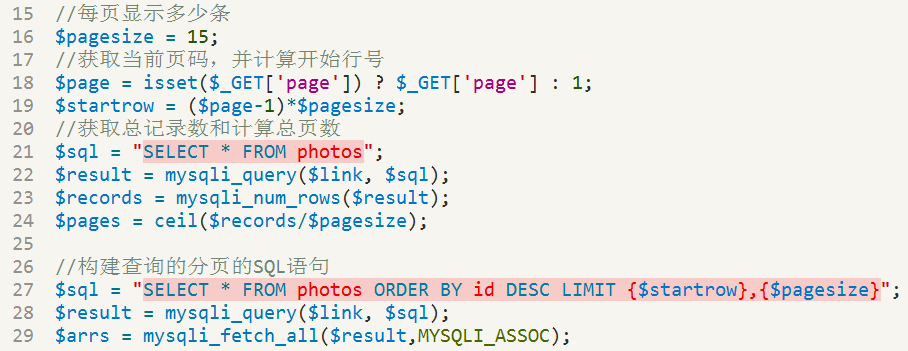 15 //每页显示多少条
16 $pagesize = 15;
17 //获取当前页码，并计算开始行号
18 $page = isset($_GET['page']) ? $_GET['page'] : 1;
19 $startrow = ($page-1)*$pagesize;
20 //获取总记录数和计算总页数
21 $sql = "SELECT * FROM photos";
22 $result = mysqli_query($link, $sql);
23 $records = mysqli_num_rows($result);
24 $pages = ceil($records/$pagesize);
25
26 //构建查询的分页的SQL语句
27 $sql = "SELECT * FROM photos ORDER BY id DESC LIMIT {$startrow},{$pagesize}";
28 $result = mysqli_query($link, $sql);
29 $arrs = mysqli_fetch_all($result,MYSQLI_ASSOC);